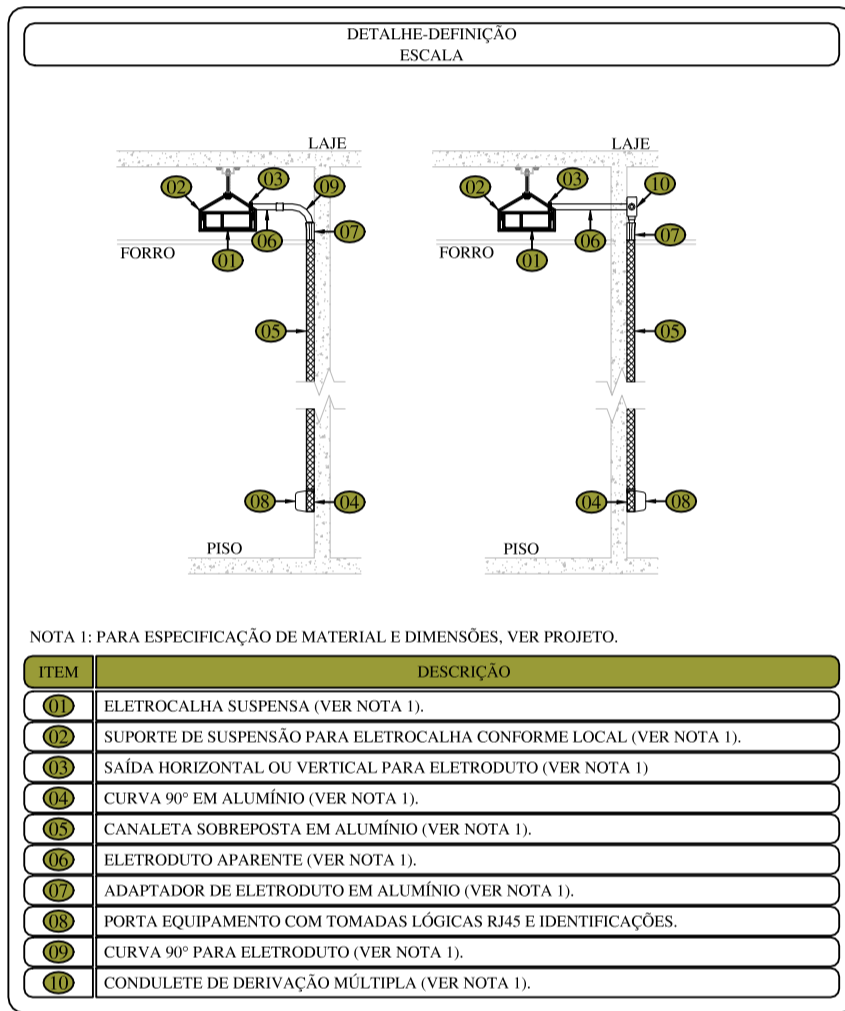 DETALHE-DEFINIÇÃO
ESCALA
LAJE
02
03
09
06
07
FORRO
01
05
08
04
PISO
LAJE
02
03
10
06
07
FORRO
01
05
04
08
PISO
NOTA 1: PARA ESPECIFICAÇÃO DE MATERIAL E DIMENSÕES, VER PROJETO.
ITEM DESCRIÇÃO
01 ELETROCALHA SUSPENSA (VER NOTA 1).
02 SUPORTE DE SUSPENSÃO PARA ELETROCALHA CONFORME LOCAL (VER NOTA 1).
03 SAÍDA HORIZONTAL OU VERTICAL PARA ELETRODUTO (VER NOTA 1)
04 CURVA 90° EM ALUMÍNIO (VER NOTA 1).
05 CANALETA SOBREPOSTA EM ALUMÍNIO (VER NOTA 1).
06 ELETRODUTO APARENTE (VER NOTA 1).
07 ADAPTADOR DE ELETRODUTO EM ALUMÍNIO (VER NOTA 1).
08 PORTA EQUIPAMENTO COM TOMADAS LÓGICAS RJ45 E IDENTIFICAÇÕES.
09 CURVA 90° PARA ELETRODUTO (VER NOTA 1).
10 CONDULETE DE DERIVAÇÃO MÚLTIPLA (VER NOTA 1).